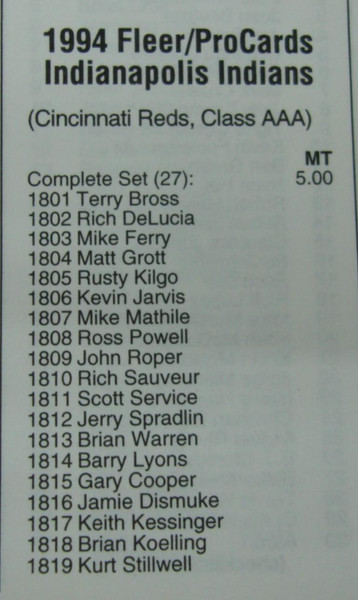 1994 Fleer/ProCards
Indianapolis Indians
(Cincinnati Reds, Class AAA)
MT
Complete Set (27): 5.00
1801 Terry Bross
1802 Rich DeLucia
1803 Mike Ferry
1804 Matt Grott
1805 Rusty Kilgo
1806 Kevin Jarvis
1807 Mike Mathile
1808 Ross Powell
1809 John Roper
1810 Rich Sauveur
1811 Scott Service
1812 Jerry Spradlin
1813 Brian Warren
1814 Barry Lyons
1815 Gary Cooper
1816 Jamie Dismuke
1817 Keith Kessinger
1818 Brian Koelling
1819 Kurt Stillwell